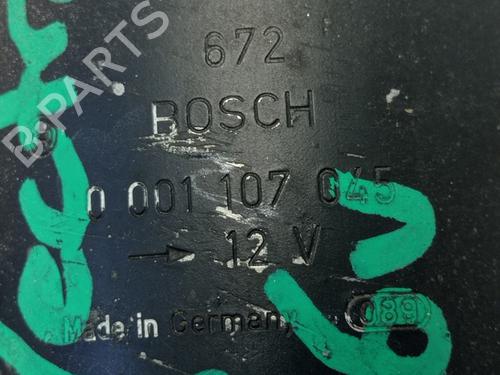 B-PARTS
672
BOSCH
0 001 107 045
→ 12 V
Made in Germany 089